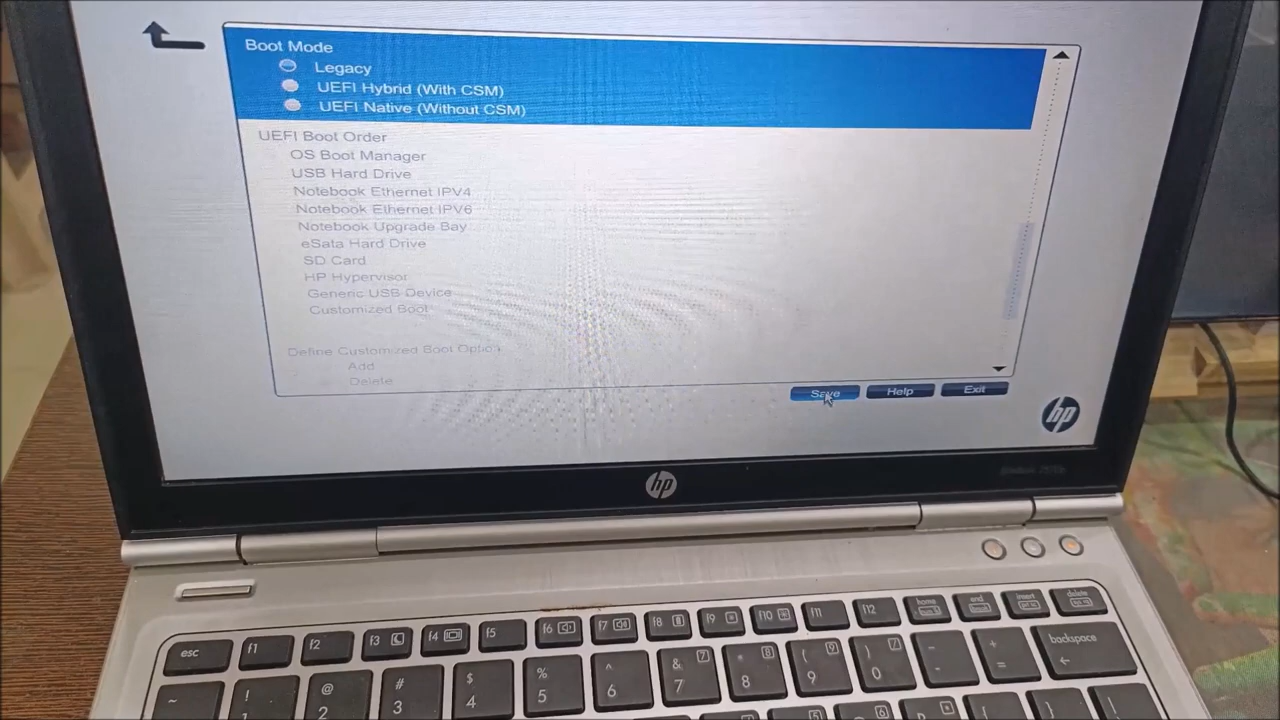 Boot Mode
Legacy
UEFI Hybrid (With CSM)
UEFI Native (Without CSM)
UEFI Boot Order
OS Boot Manager
USB Hard Drive
Notebook Ethernet IPV4
Notebook Ethernet IPV6
Notebook Upgrade Bay
eSata Hard Drive
SD Card
HP Hypervisor
Generic USB Device
Customized Boot
Define Customized Boot Option
Add
Delete
Save Help Exit
hp
hp
esc f1 f2 f3 f4 f5 f6 f7 f8 f9 f10 f11 f12 home end insert delete
~ ! @ 2 # 3 $ 4 % 5 ^ 6 & 7 7 * 8 8 ( 9 9 ) 0 / - - + = backspace